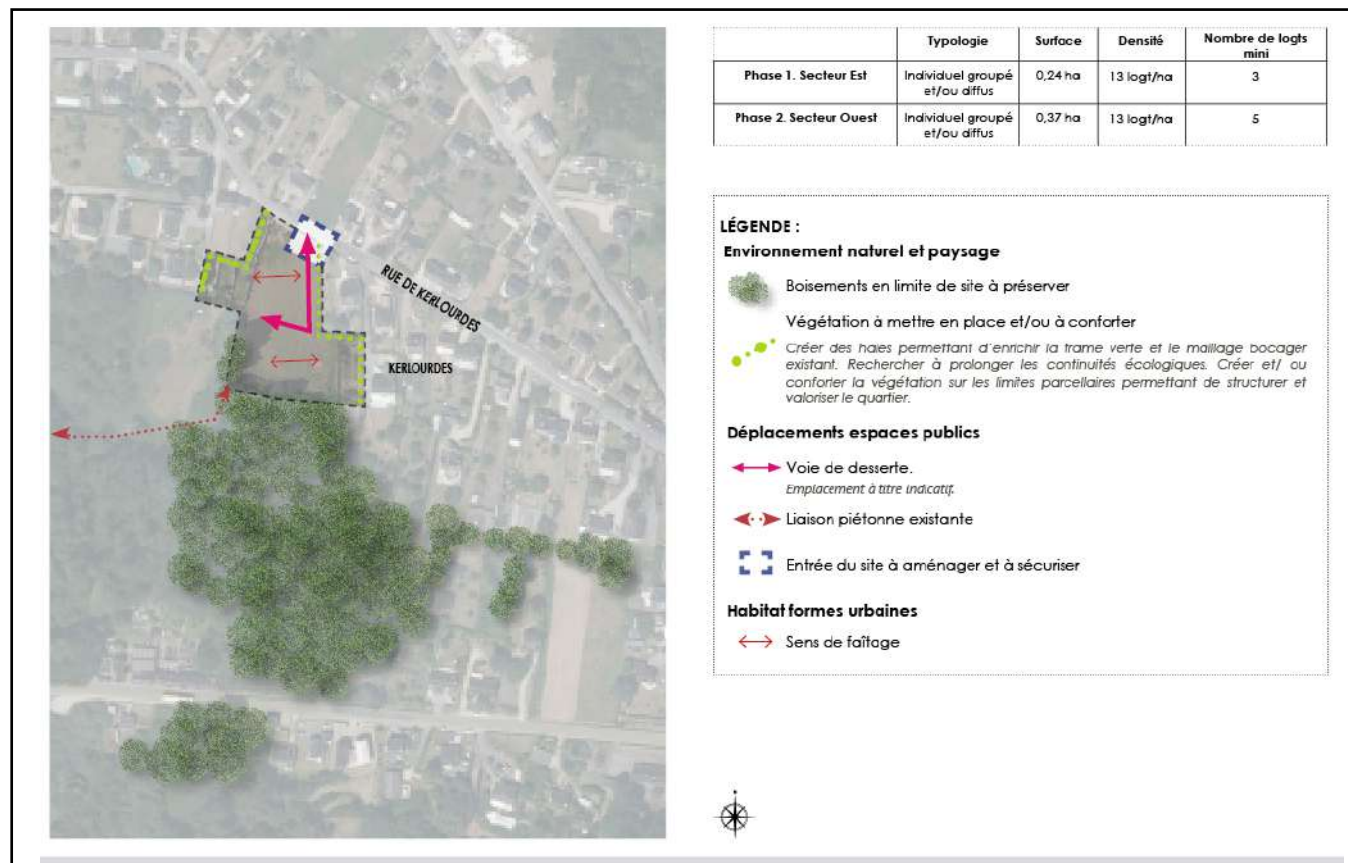 RUE DE KERLOURDES
KERLOURDES
Typologie Surface Densité Nombre de logts
mini
Phase 1. Secteur Est Individuel groupé 0,24 ha 13 logt/ha 3
et/ou diffus
Phase 2. Secteur Ouest Individuel groupé 0,37 ha 13 logt/ha 5
et/ou diffus
LÉGENDE :
Environnement naturel et paysage
Boisements en limite de site à préserver
Végétation à mettre en place et/ou à conforter
Créer des haies permettant d'enrichir la trame verte et le maillage bocager
existant. Rechercher à prolonger les continuités écologiques. Créer et/ ou
conforter la végétation sur les limites parcellaires permettant de structurer et
valoriser le quartier.
Déplacements espaces publics
Voie de desserte.
Emplacement à titre indicatif.
Liaison piétonne existante
Entrée du site à aménager et à sécuriser
Habitat formes urbaines
Sens de faîtage